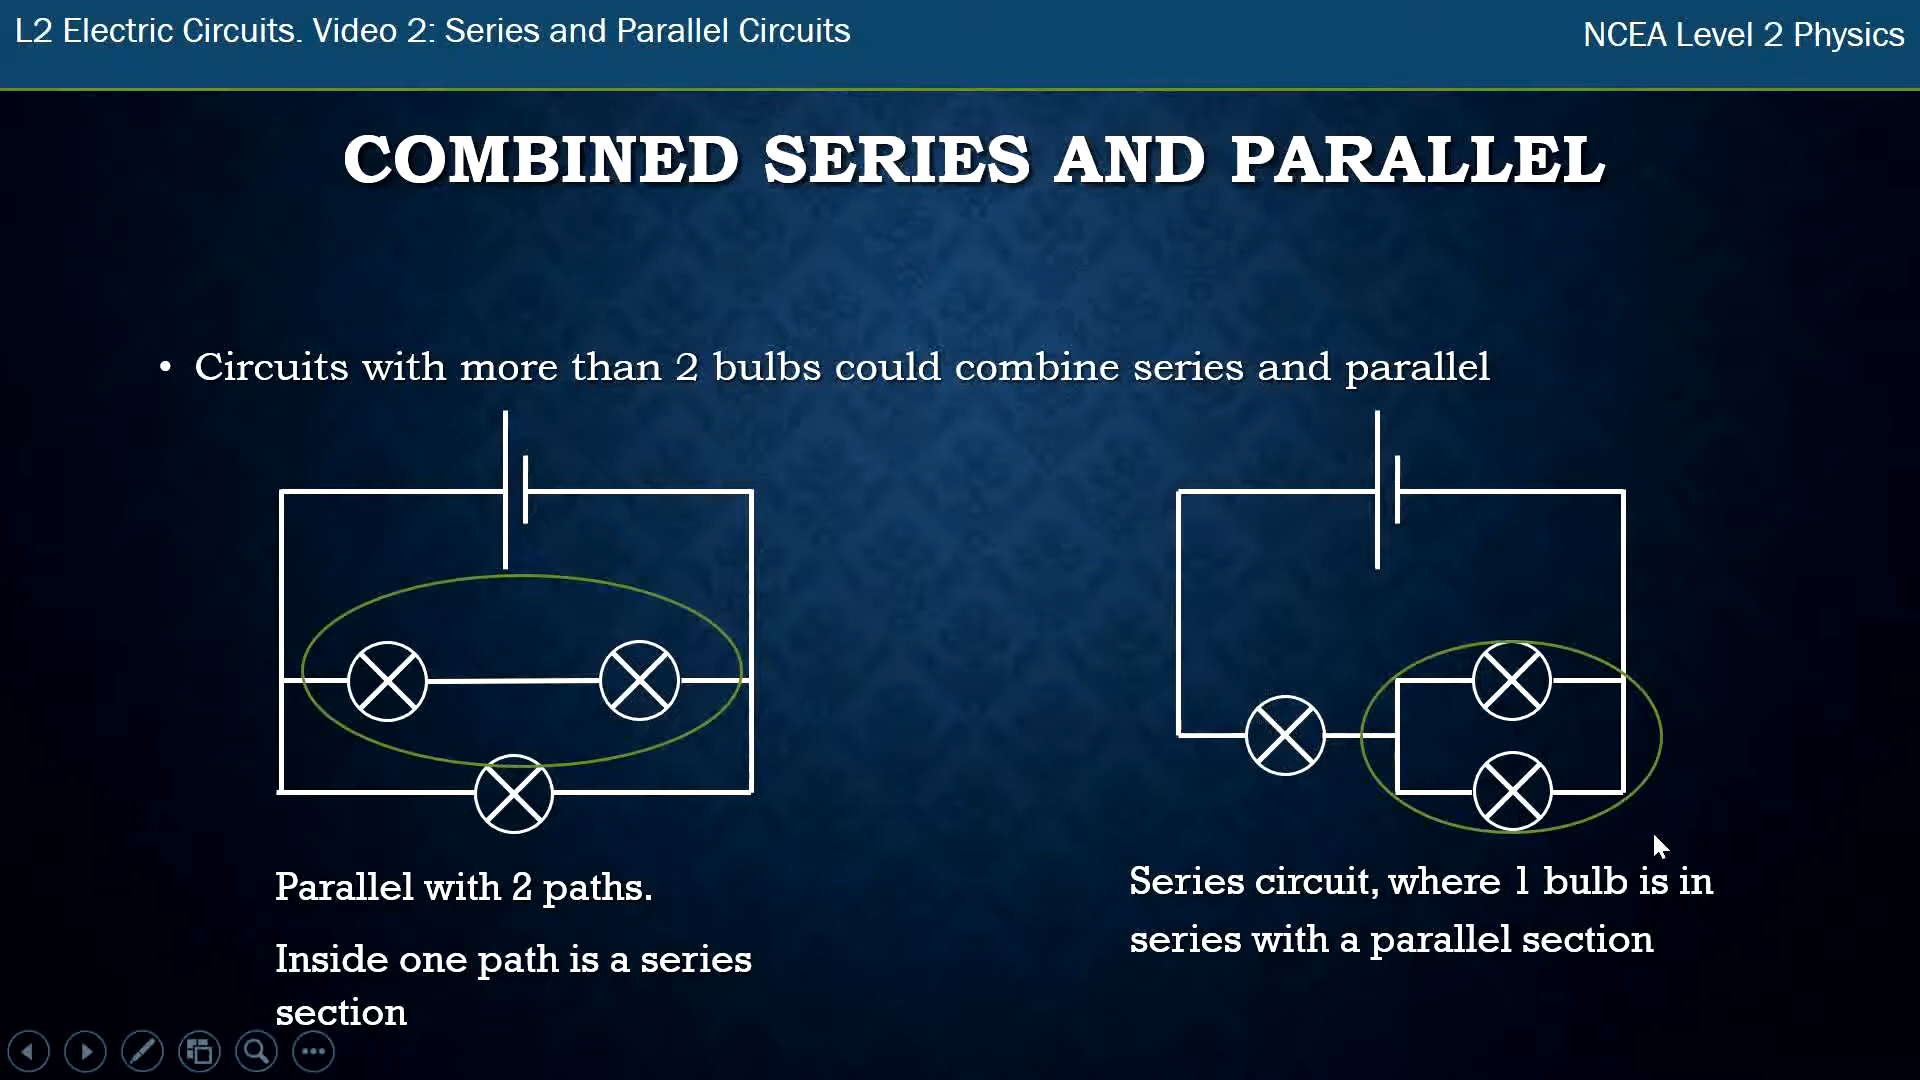 L2 Electric Circuits. Video 2: Series and Parallel Circuits
NCEA Level 2 Physics
COMBINED SERIES AND PARALLEL
• Circuits with more than 2 bulbs could combine series and parallel
Parallel with 2 paths.
Inside one path is a series
section
Series circuit, where 1 bulb is in
series with a parallel section